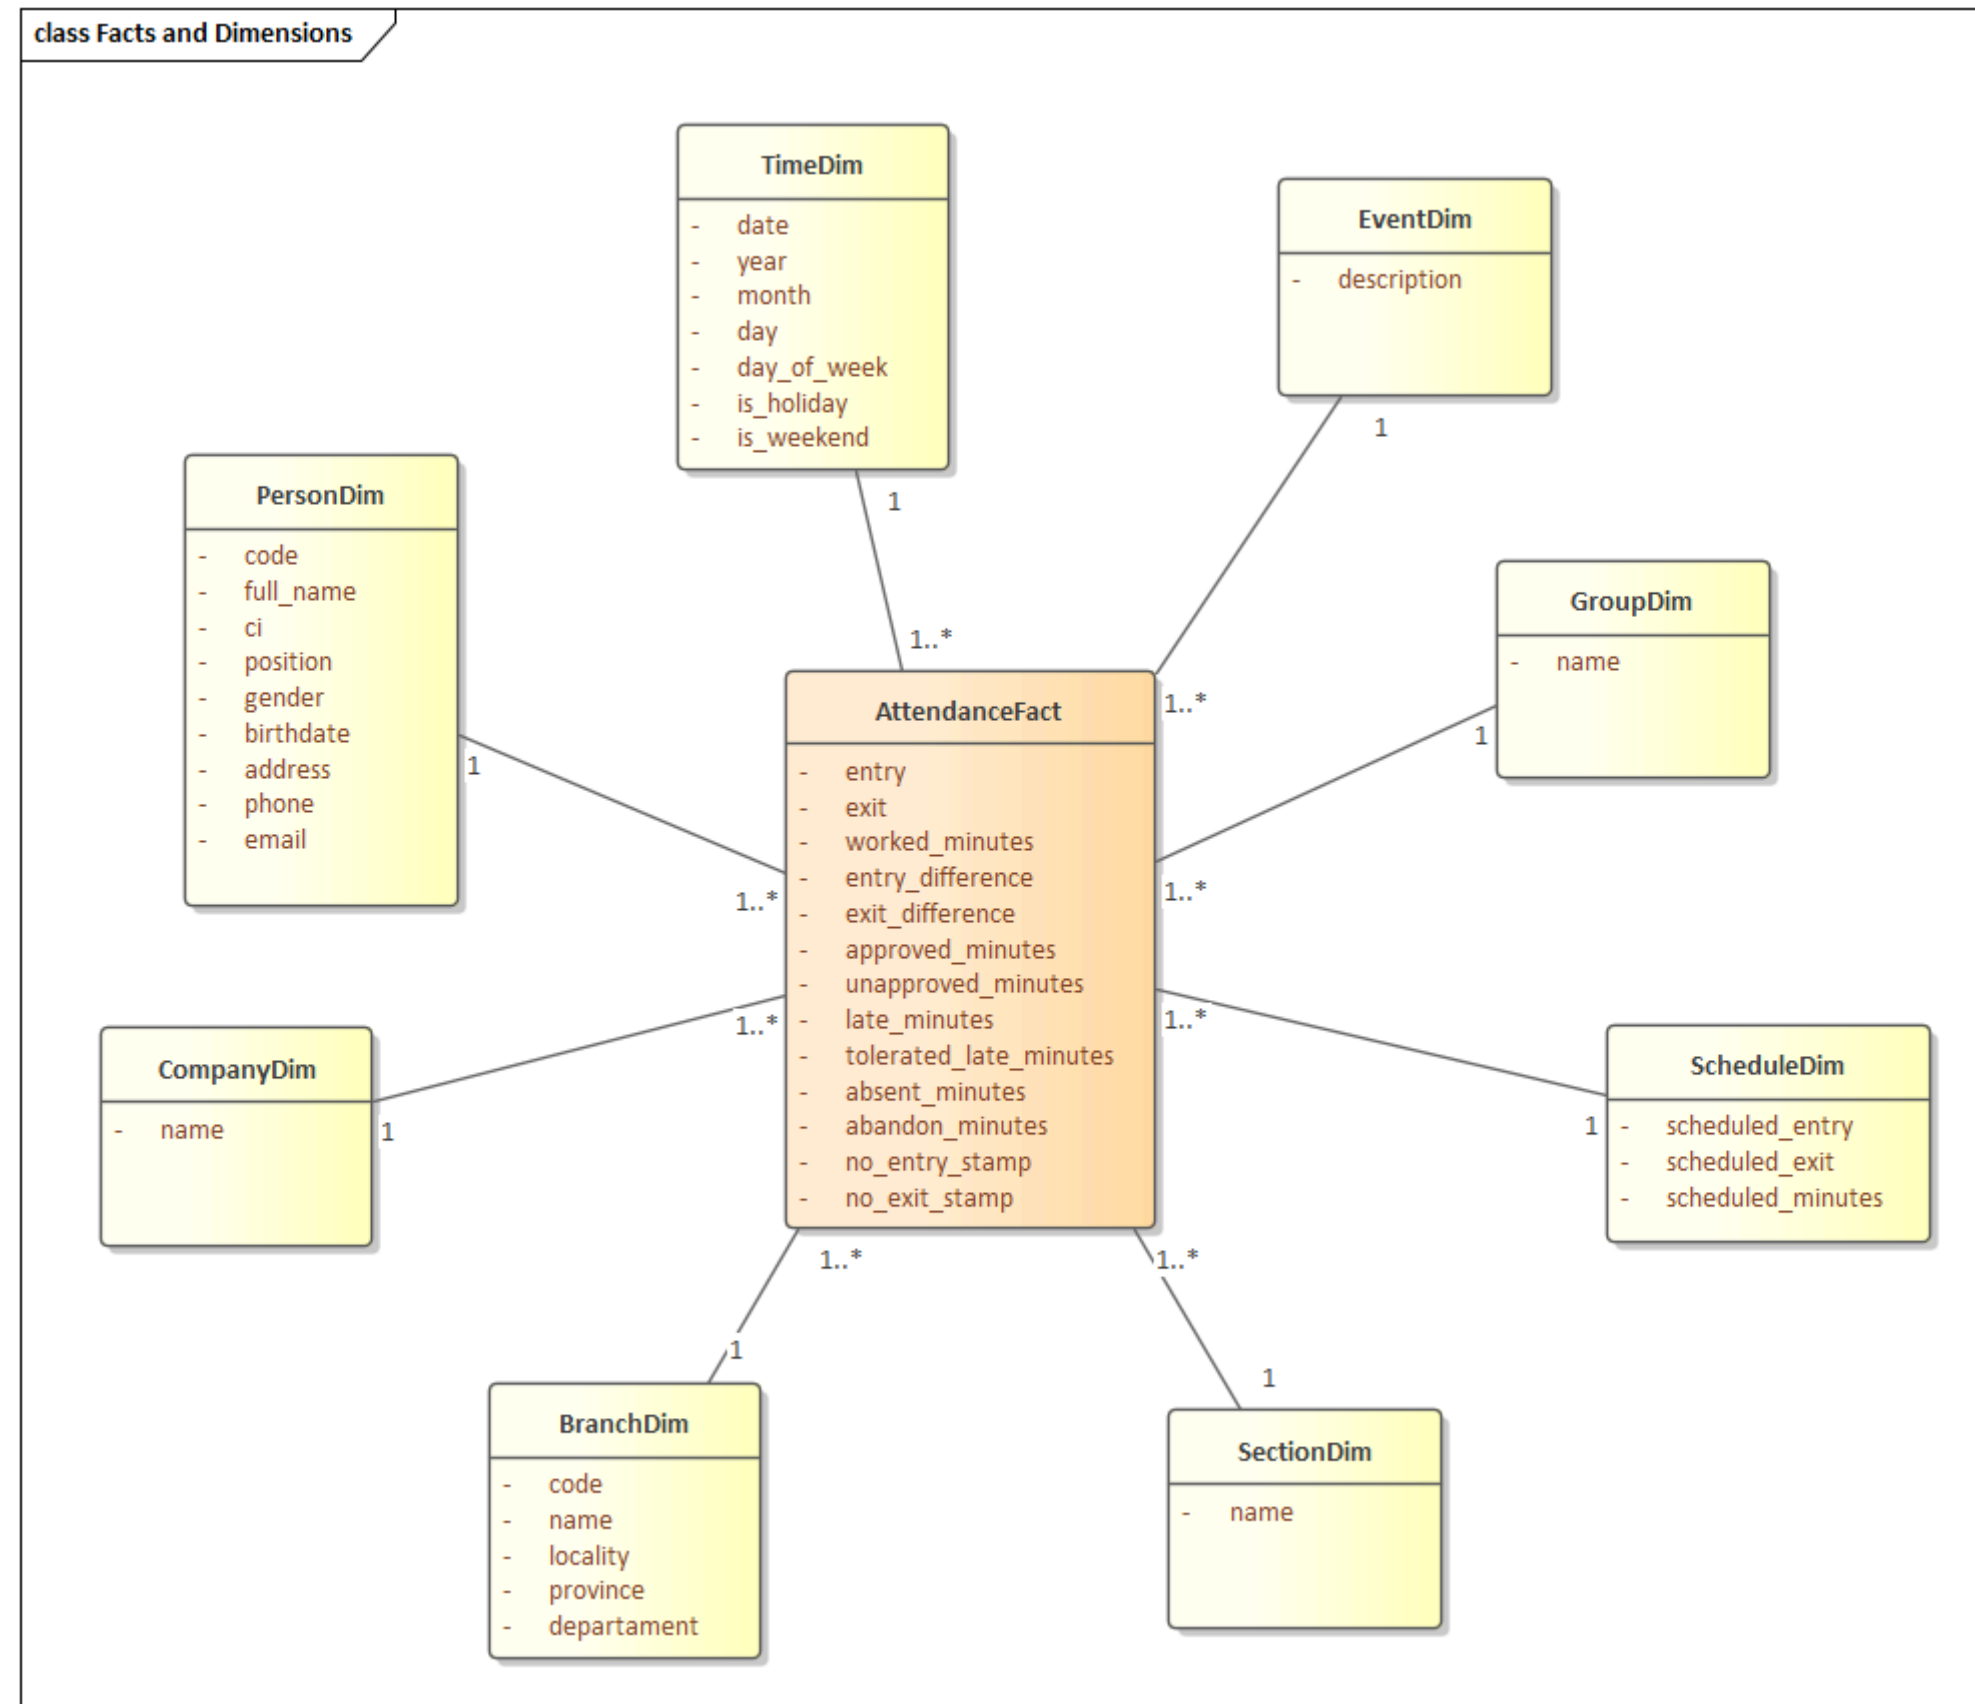 class Facts and Dimensions
TimeDim
- date
- year
- month
- day
- day_of_week
- is_holiday
- is_weekend
1
1..*
EventDim
- description
1
1..*
PersonDim
- code
- full_name
- ci
- position
- gender
- birthdate
- address
- phone
- email
1
1..*
GroupDim
- name
1
1..*
AttendanceFact
- entry
- exit
- worked_minutes
- entry_difference
- exit_difference
- approved_minutes
- unapproved_minutes
- late_minutes
- tolerated_late_minutes
- absent_minutes
- abandon_minutes
- no_entry_stamp
- no_exit_stamp
CompanyDim
- name
1
1..*
ScheduleDim
- scheduled_entry
- scheduled_exit
- scheduled_minutes
1
1..*
BranchDim
- code
- name
- locality
- province
- departament
1
1..*
SectionDim
- name
1
1..*